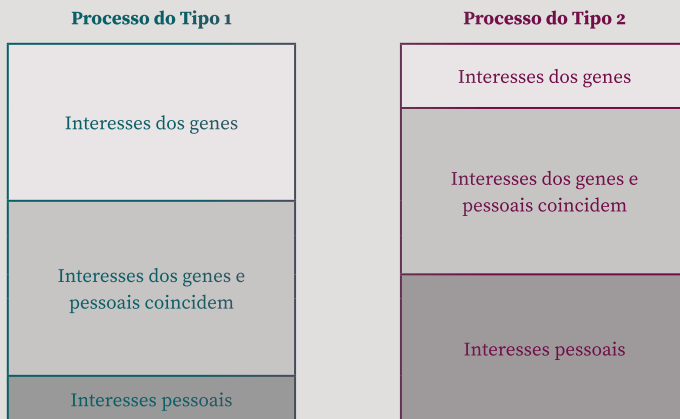 Processo do Tipo 1
Interesses dos genes
Interesses dos genes e
pessoais coincidem
Interesses pessoais
Processo do Tipo 2
Interesses dos genes
Interesses dos genes e
pessoais coincidem
Interesses pessoais